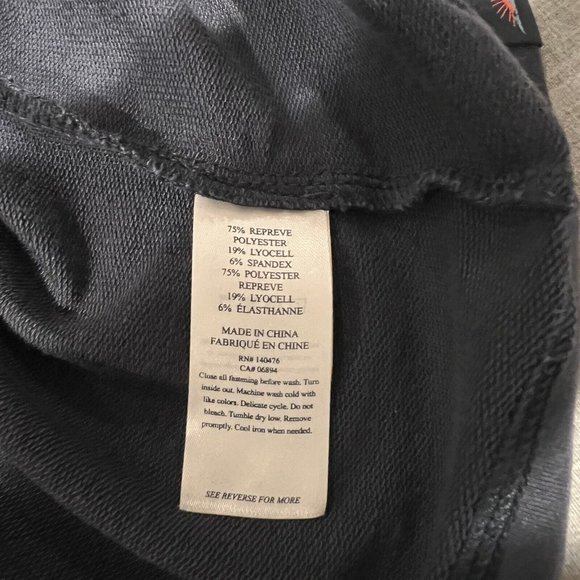 75% REPREVE
POLYESTER
19% LYOCELL
6% SPANDEX
75% POLYESTER
REPREVE
19% LYOCELL
6% ÉLASTHANNE
MADE IN CHINA
FABRIQUÉ EN CHINE
RN# 140476
CA# 06894
Close all fastening before wash. Turn
inside out. Machine wash cold with
like colors. Delicate cycle. Do not
bleach. Tumble dry low. Remove
promptly. Cool iron when needed.
SEE REVERSE FOR MORE